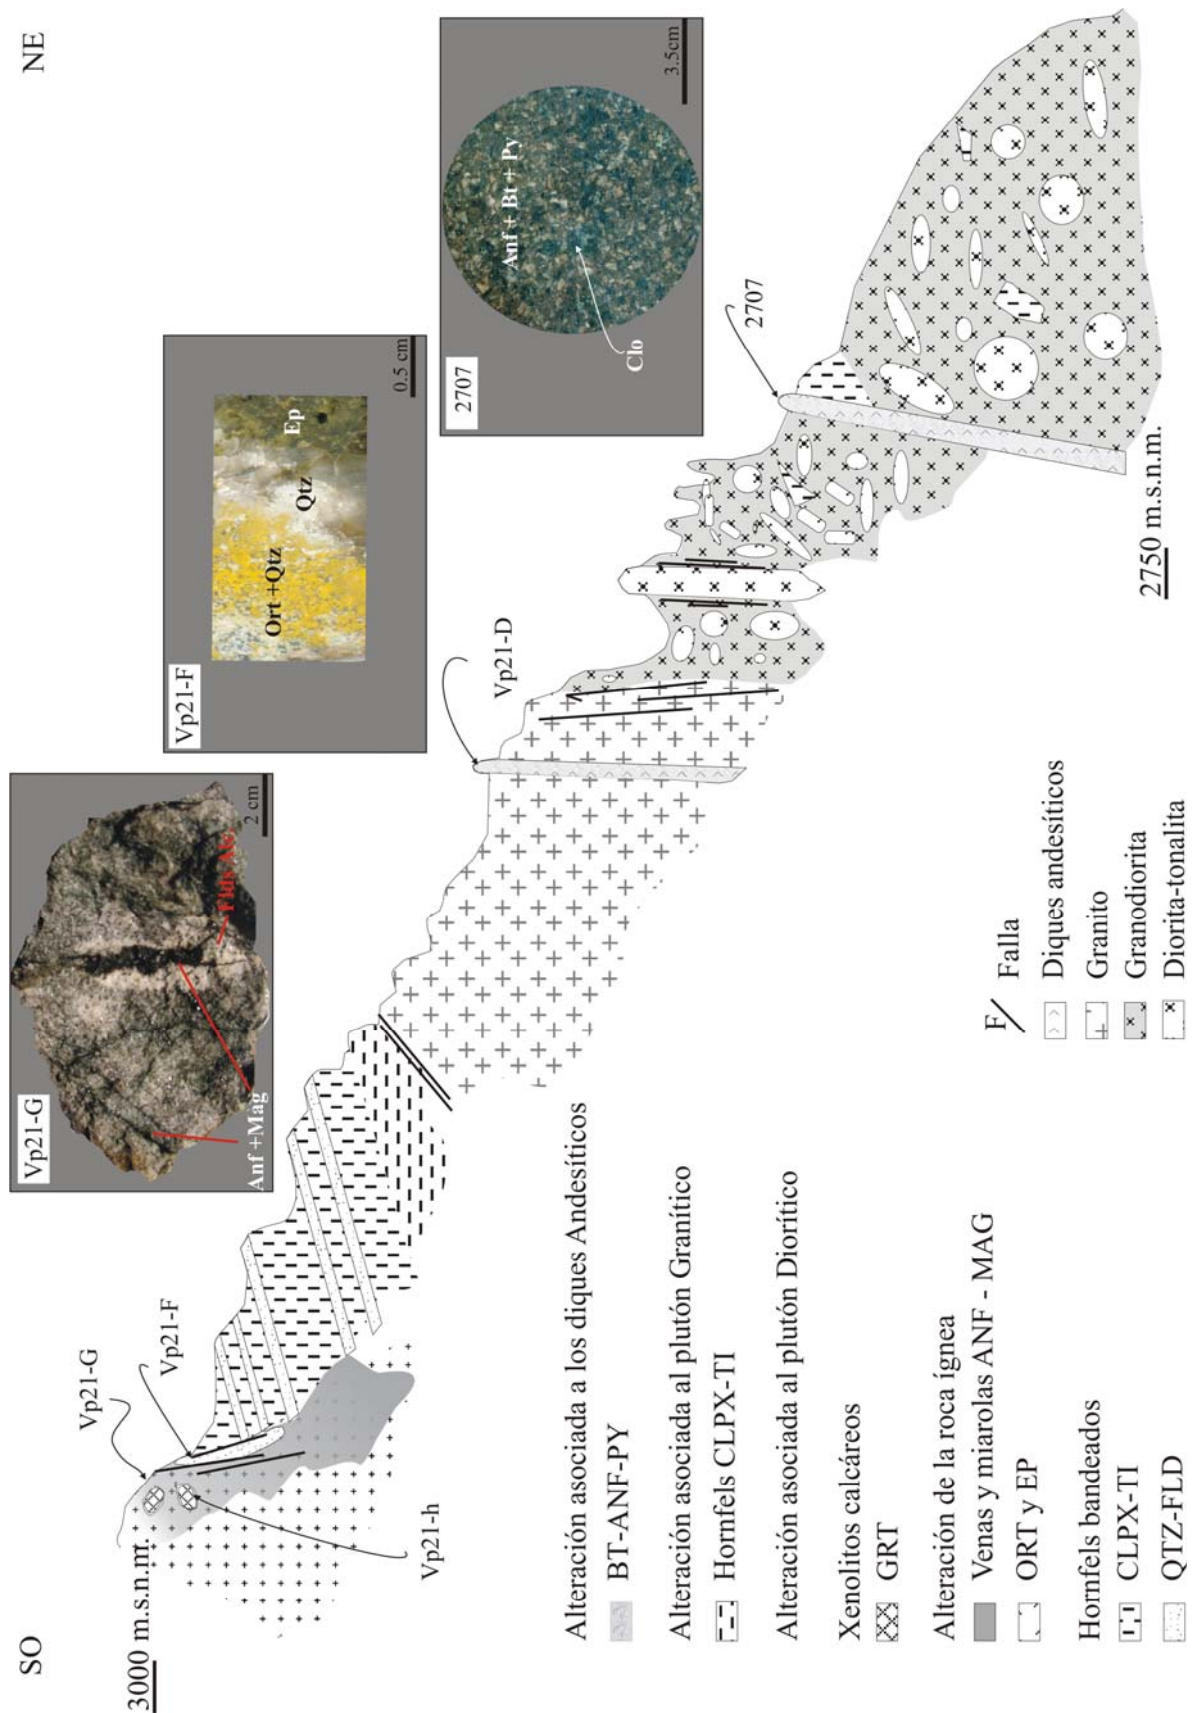 SO
NE
3000 m.s.n.m.
2750 m.s.n.m.
Vp21-G
Anf +Mag
2 cm
Vp21-F
Ort +Qtz
Qtz
Ep
0.5 cm
2707
Anf + Bt + Py
Clo
3.5cm
Vp21-G
Vp21-F
Vp21-h
Vp21-D
2707
Alteración asociada a los diques Andesíticos
BT-ANF-PY
Alteración asociada al plutón Granítico
Hornfels CLPX-TI
Alteración asociada al plutón Diorítico
Xenolitos calcáreos
GRT
Alteración de la roca ígnea
Venas y miarolas ANF - MAG
ORT y EP
Hornfels bandeados
CLPX-TI
QTZ-FLD
F Falla
Diques andesíticos
Granito
Granodiorita
Diorita-tonalita